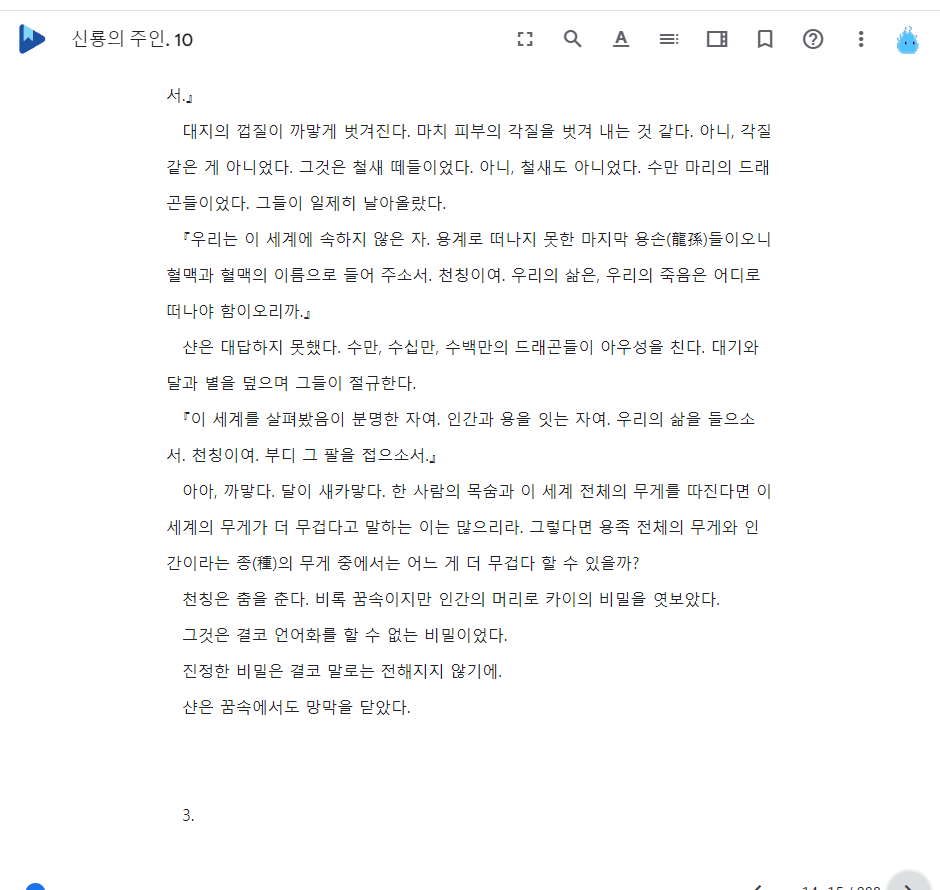 신룡의 주인. 10
서.』
대지의 껍질이 까맣게 벗겨진다. 마치 피부의 각질을 벗겨 내는 것 같다. 아니, 각질
같은 게 아니었다. 그것은 철새 떼들이었다. 아니, 철새도 아니었다. 수만 마리의 드래
곤들이었다. 그들이 일제히 날아올랐다.
『우리는 이 세계에 속하지 않은 자. 용계로 떠나지 못한 마지막 용손(龍孫)들이오니
혈맥과 혈맥의 이름으로 들어 주소서. 천칭이여. 우리의 삶은, 우리의 죽음은 어디로
떠나야 함이오리까.』
샨은 대답하지 못했다. 수만, 수십만, 수백만의 드래곤들이 아우성을 친다. 대기와
달과 별을 덮으며 그들이 절규한다.
『이 세계를 살펴봤음이 분명한 자여. 인간과 용을 잇는 자여. 우리의 삶을 들으소
서. 천칭이여. 부디 그 팔을 접으소서.』
아아, 까맣다. 달이 새카맣다. 한 사람의 목숨과 이 세계 전체의 무게를 따진다면 이
세계의 무게가 더 무겁다고 말하는 이는 많으리라. 그렇다면 용족 전체의 무게와 인
간이라는 종(種)의 무게 중에서는 어느 게 더 무겁다 할 수 있을까?
천칭은 춤을 춘다. 비록 꿈속이지만 인간의 머리로 카이의 비밀을 엿보았다.
그것은 결코 언어화를 할 수 없는 비밀이었다.
진정한 비밀은 결코 말로는 전해지지 않기에.
샨은 꿈속에서도 망막을 닫았다.
3.